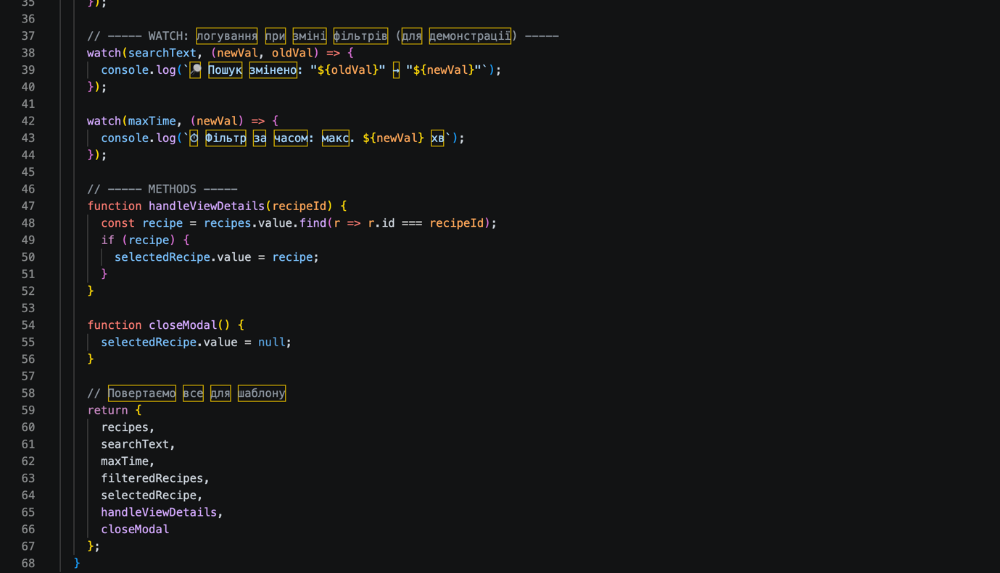 35 });
36
37 // ----- WATCH: логування при зміні фільтрів (для демонстрації) -----
38 watch(searchText, (newVal, oldVal) => {
39 console.log(`🔎 Пошук змінено: "${oldVal}" → "${newVal}"`);
40 });
41
42 watch(maxTime, (newVal) => {
43 console.log(`⏱ Фільтр за часом: макс. ${newVal} хв`);
44 });
45
46 // ----- METHODS -----
47 function handleViewDetails(recipeId) {
48 const recipe = recipes.value.find(r => r.id === recipeId);
49 if (recipe) {
50 selectedRecipe.value = recipe;
51 }
52 }
53
54 function closeModal() {
55 selectedRecipe.value = null;
56 }
57
58 // Повертаємо все для шаблону
59 return {
60 recipes,
61 searchText,
62 maxTime,
63 filteredRecipes,
64 selectedRecipe,
65 handleViewDetails,
66 closeModal
67 };
68 }